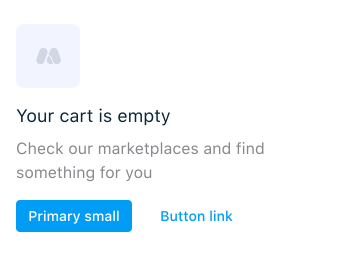 Your cart is empty
Check our marketplaces and find
something for you
Primary small
Button link